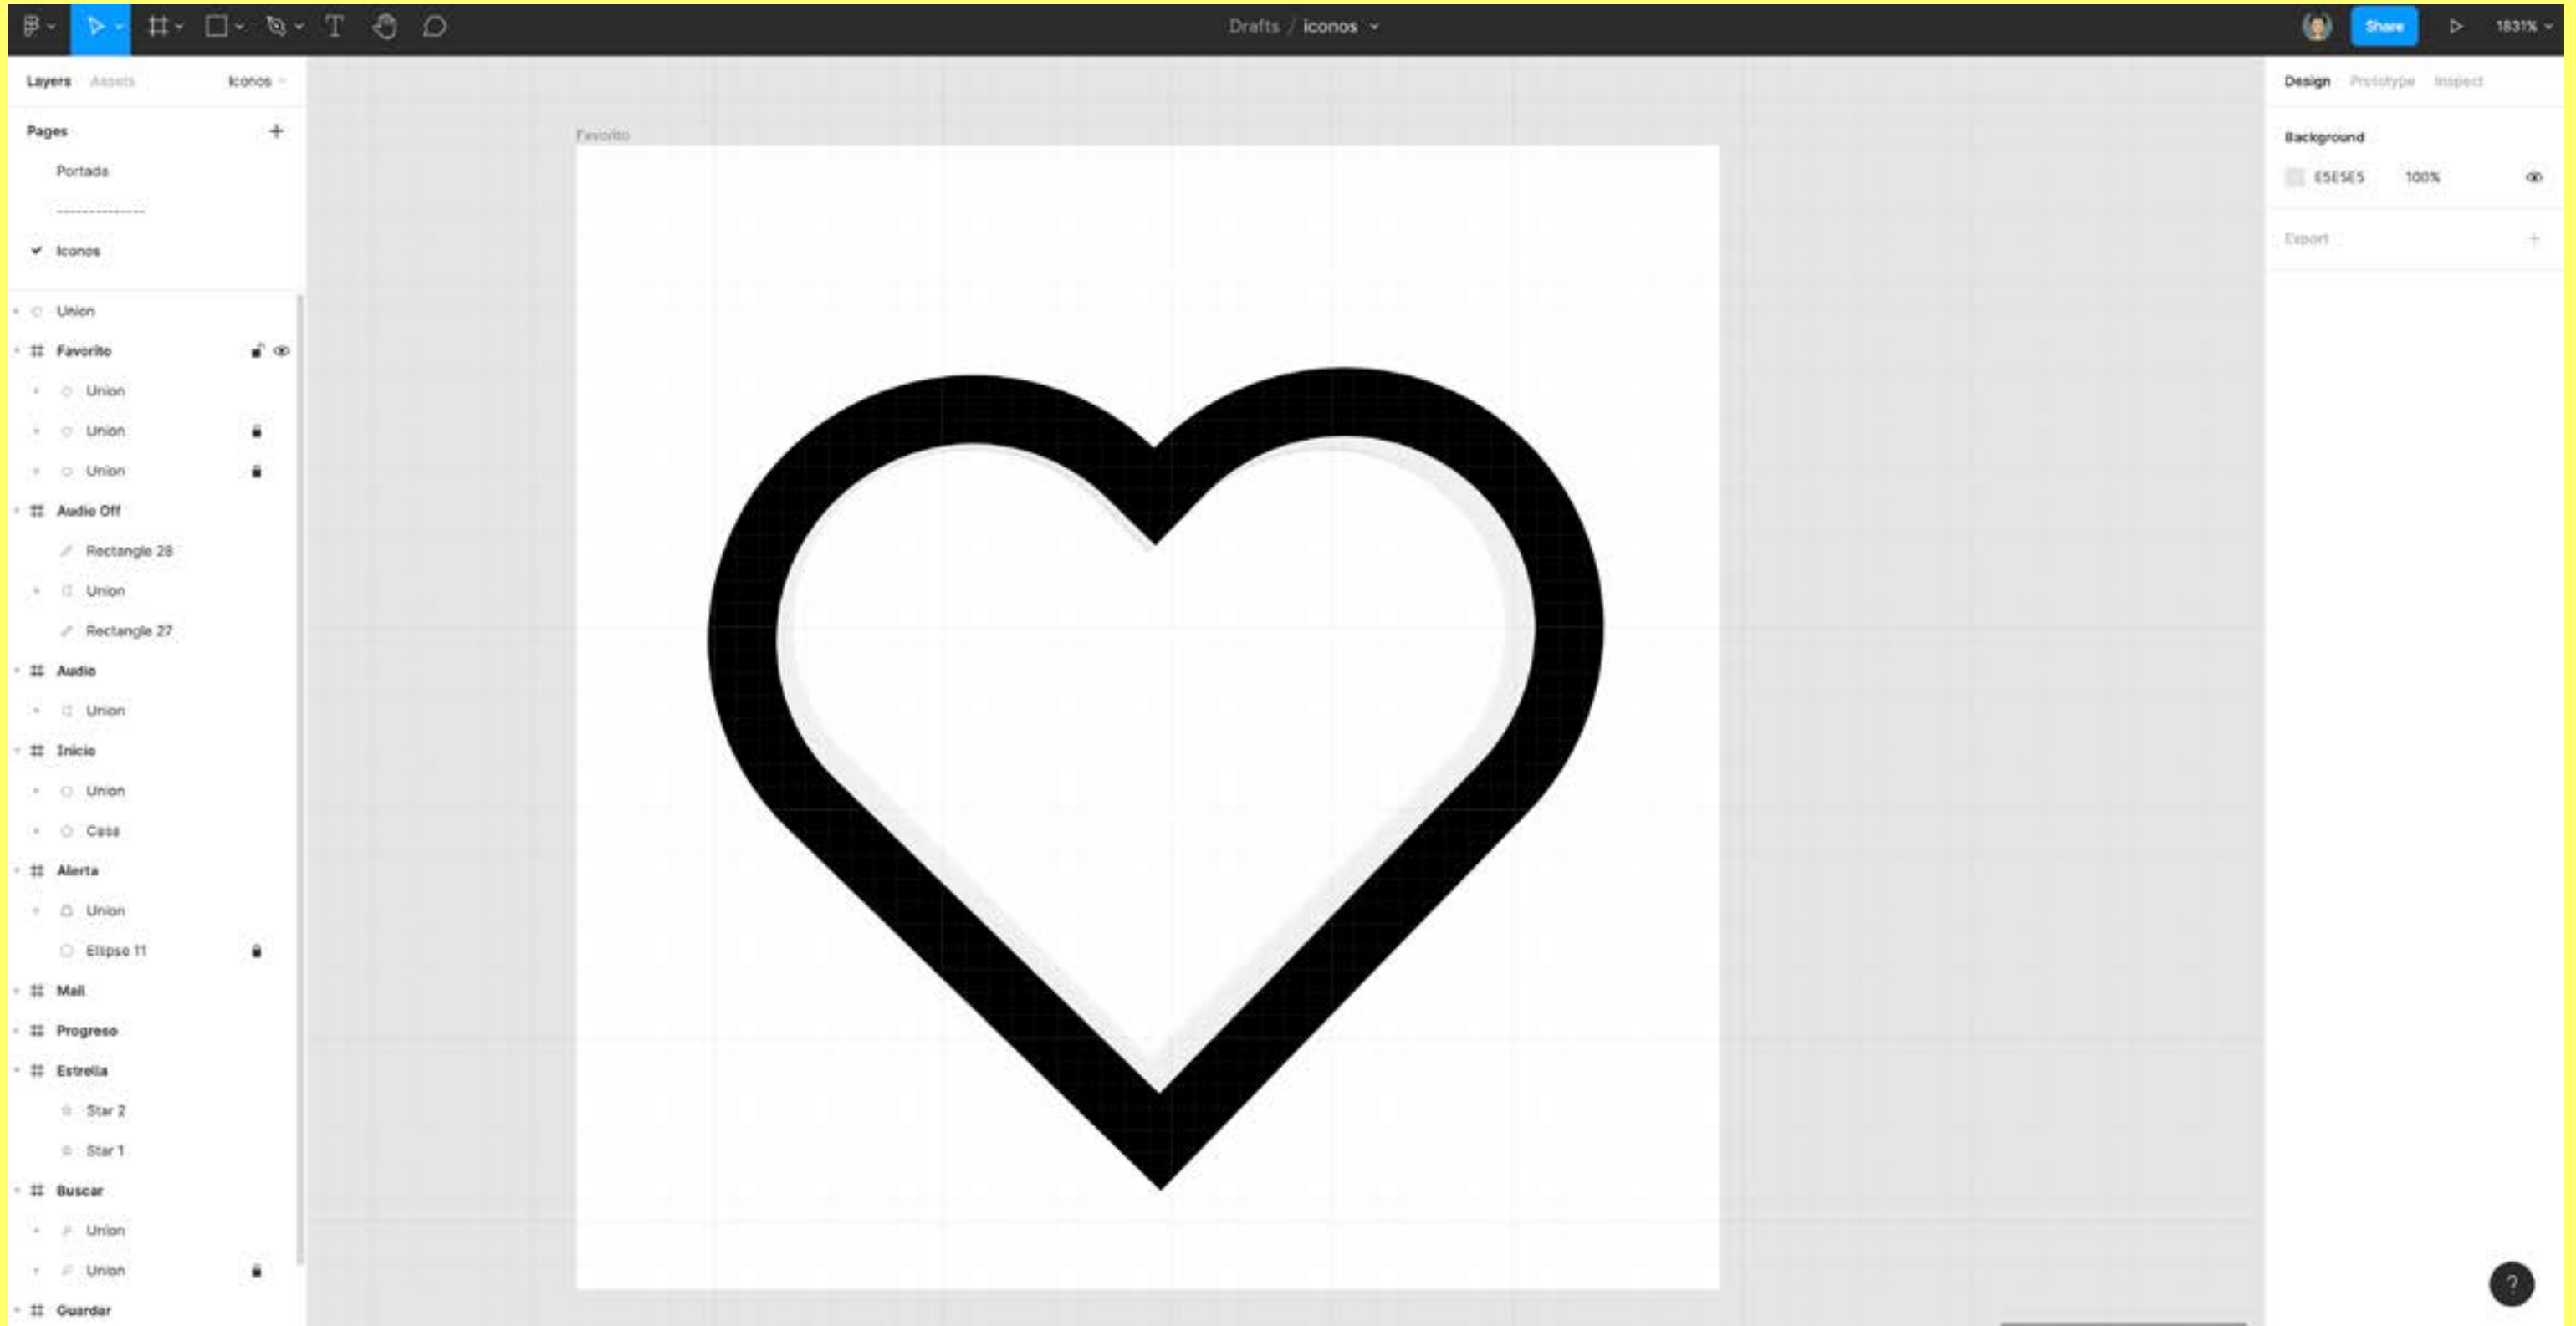 Drafts / iconos
Share
1831%
Layers Assets Iconos
Pages
Portada
--------------
Iconos
Union
Favorito
Union
Union
Union
Audio Off
Rectangle 28
Union
Rectangle 27
Audio
Union
Inicio
Union
Casa
Alerta
Union
Ellipse 11
Mail
Progreso
Estrella
Star 2
Star 1
Buscar
Union
Union
Guardar
Favorito
Design Prototype Inspect
Background
E5E5E5 100%
Export
?